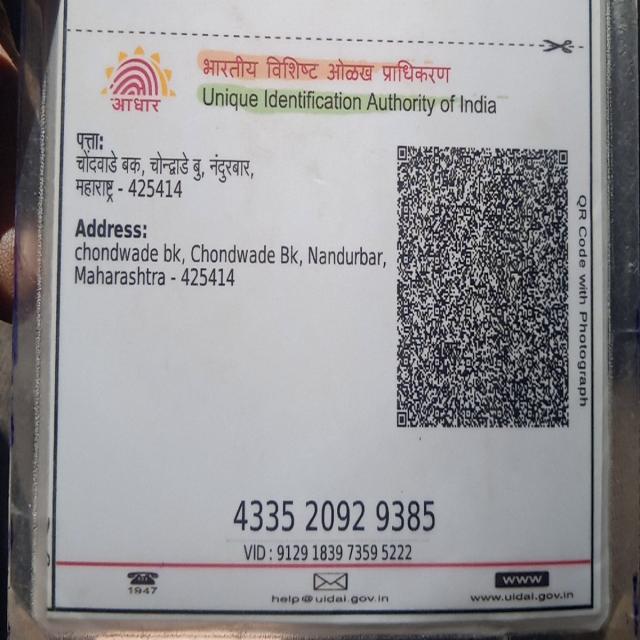 भारतीय विशिष्ट ओळख प्राधिकरण
Unique Identification Authority of India
आधार
पत्ता:
चोंदवाडे बक, चोन्द्वाडे बु, नंदुरबार,
महाराष्ट्र - 425414
Address:
chondwade bk, Chondwade Bk, Nandurbar,
Maharashtra - 425414
QR Code with Photograph
4335 2092 9385
VID : 9129 1839 7359 5222
1947
help@uidai.gov.in
www
www.uidai.gov.in